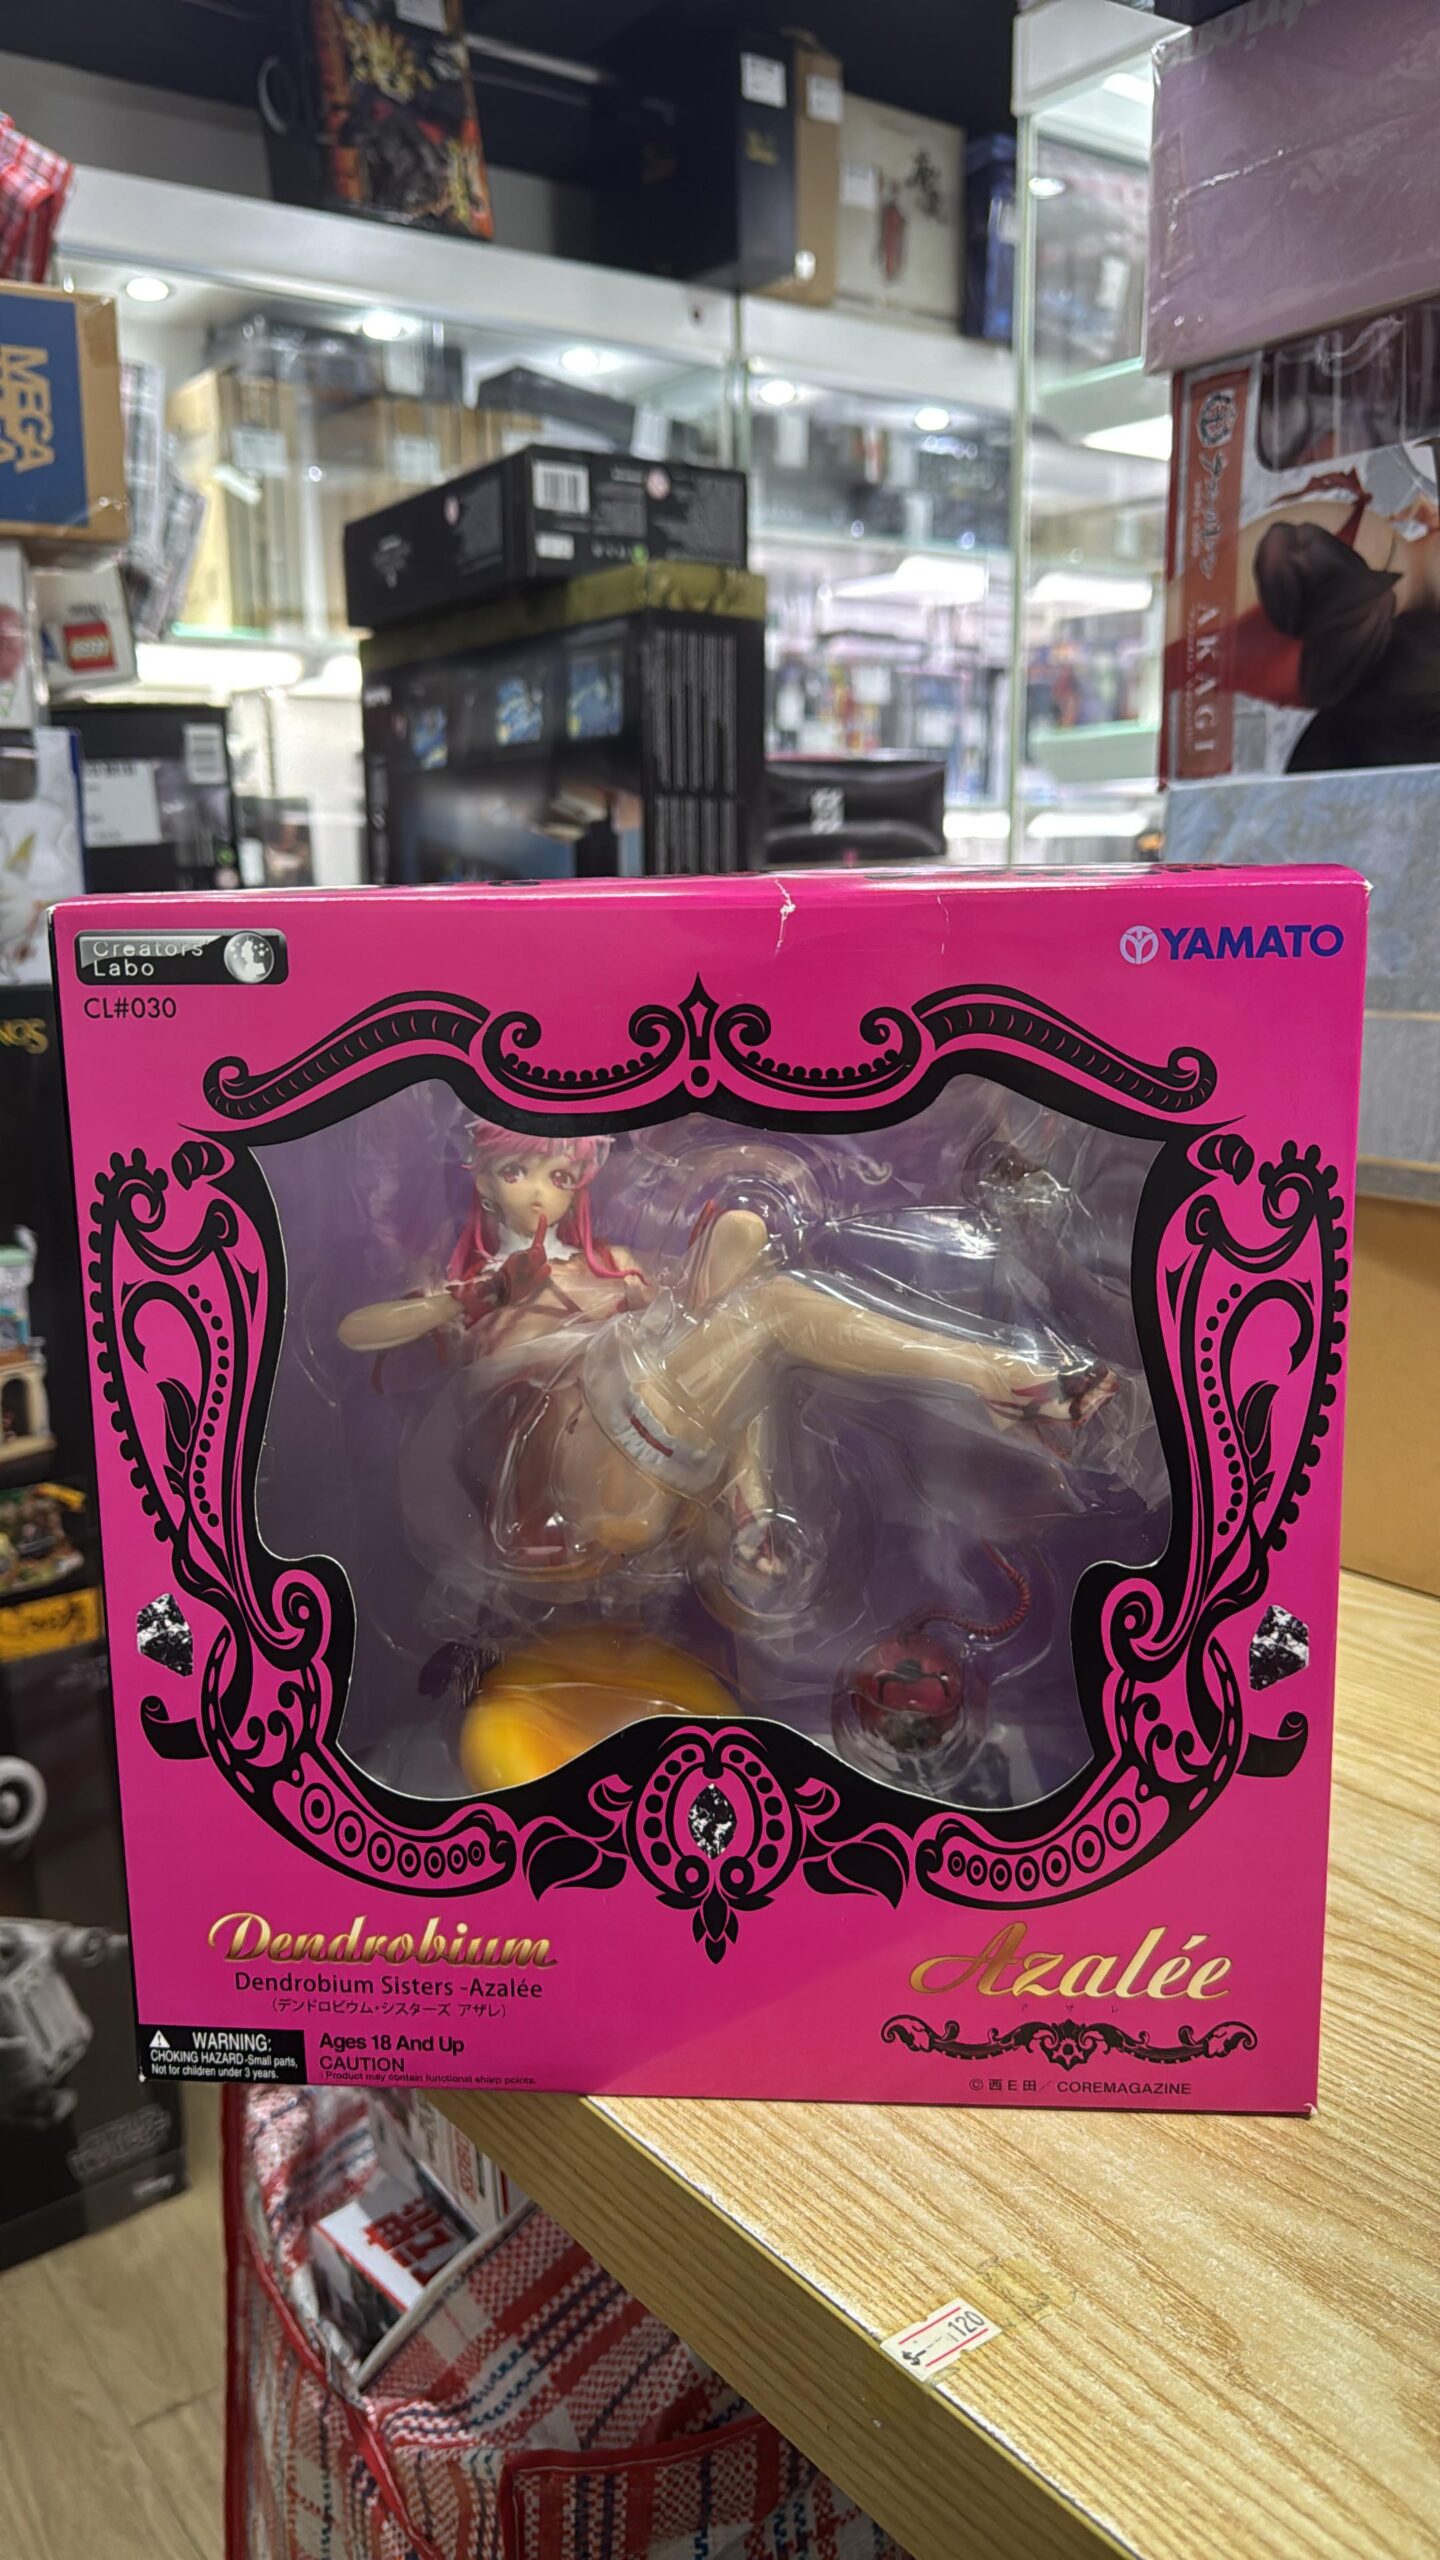 MEGA
LEGO
AKAGI
Creators'
Labo
CL#030
YAMATO
Dendrobium
Dendrobium Sisters -Azalée
(デンドロビウム・シスターズ アザレ)
Azalée
アザレ
WARNING:
CHOKING HAZARD-Small parts,
Not for children under 3 years.
Ages 18 And Up
CAUTION
Product may contain functional sharp points.
© 西E田／COREMAGAZINE
120